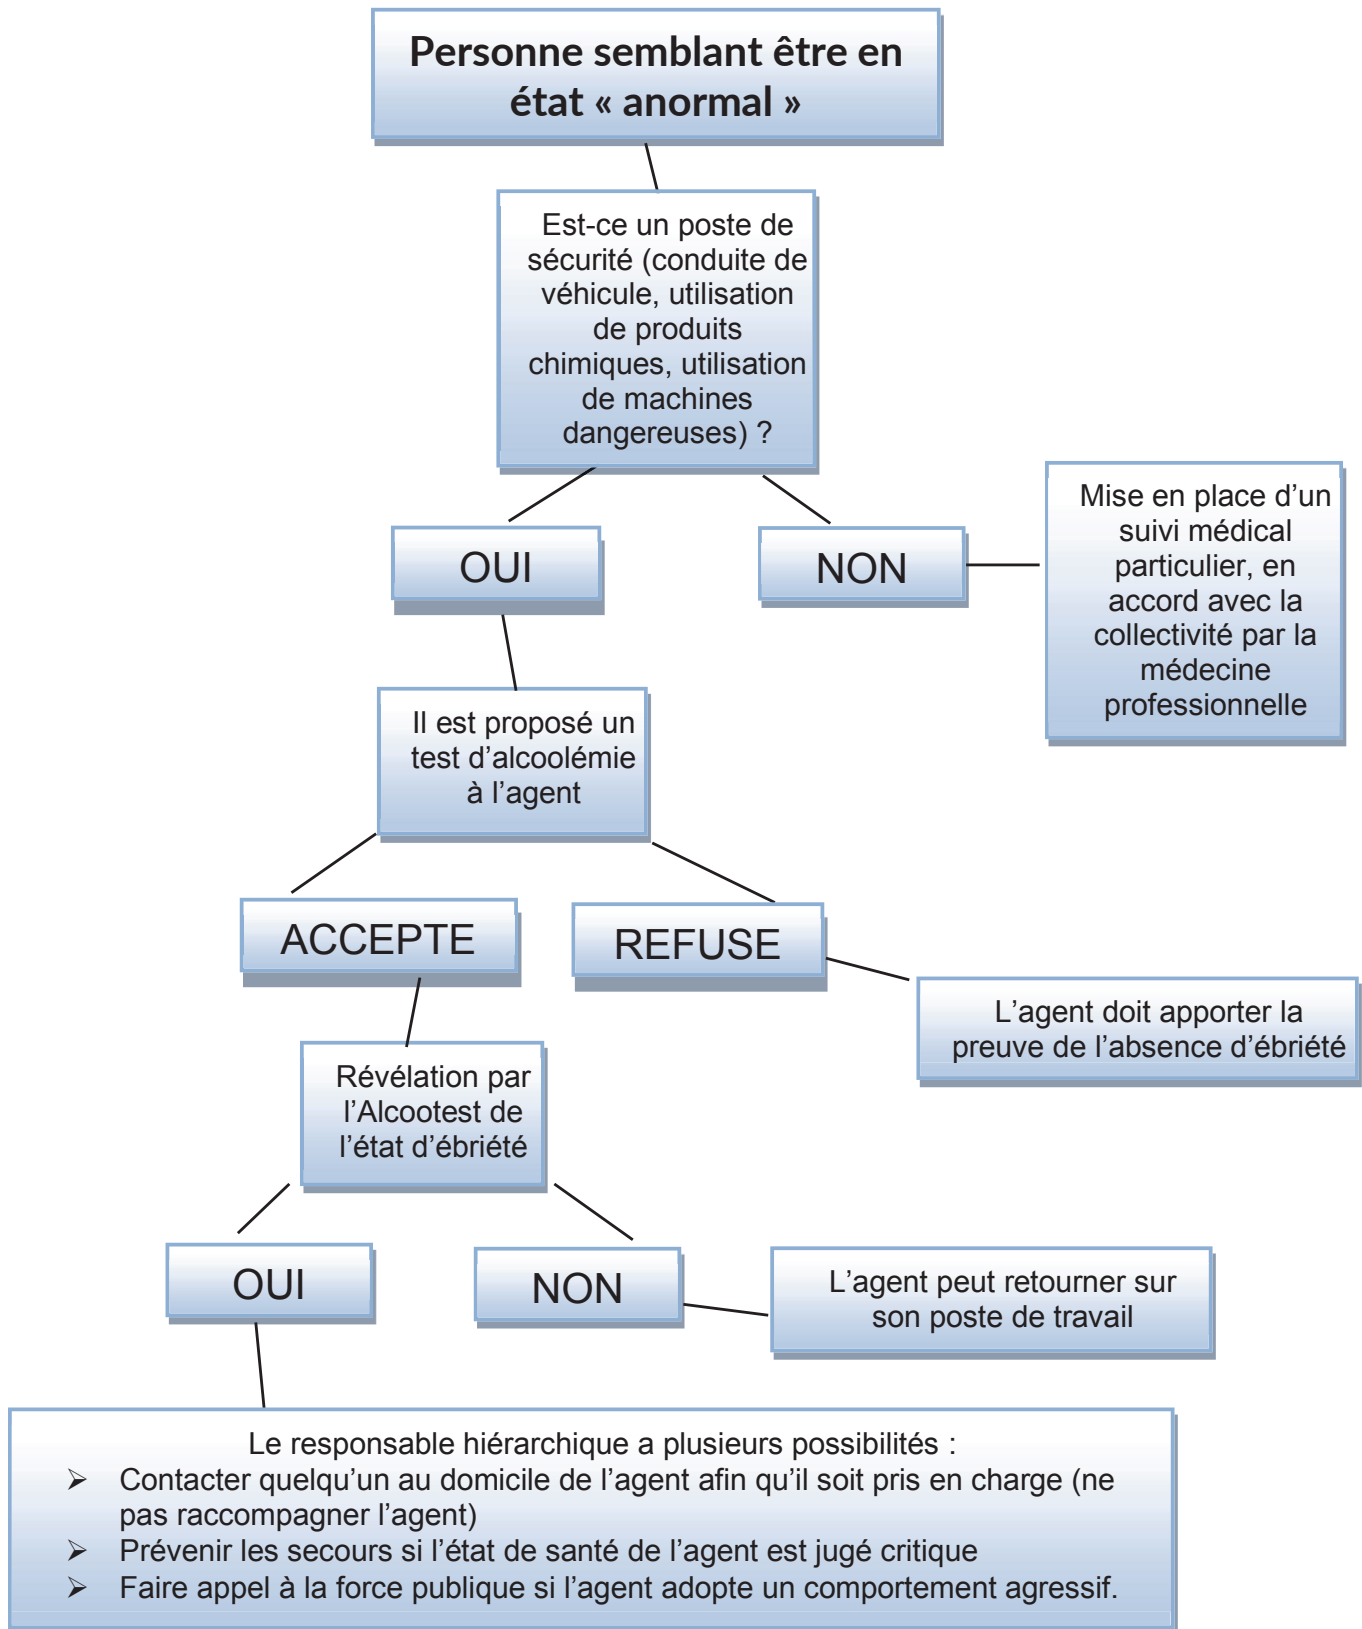 Personne semblant être en
état « anormal »
Est-ce un poste de
sécurité (conduite de
véhicule, utilisation
de produits
chimiques, utilisation
de machines
dangereuses) ?
OUI
NON
Mise en place d’un
suivi médical
particulier, en
accord avec la
collectivité par la
médecine
professionnelle
Il est proposé un
test d’alcoolémie
à l’agent
ACCEPTE
REFUSE
L’agent doit apporter la
preuve de l’absence d’ébriété
Révélation par
l’Alcootest de
l’état d’ébriété
OUI
NON
L’agent peut retourner sur
son poste de travail
Le responsable hiérarchique a plusieurs possibilités :
➢ Contacter quelqu’un au domicile de l’agent afin qu’il soit pris en charge (ne
pas raccompagner l’agent)
➢ Prévenir les secours si l’état de santé de l’agent est jugé critique
➢ Faire appel à la force publique si l’agent adopte un comportement agressif.